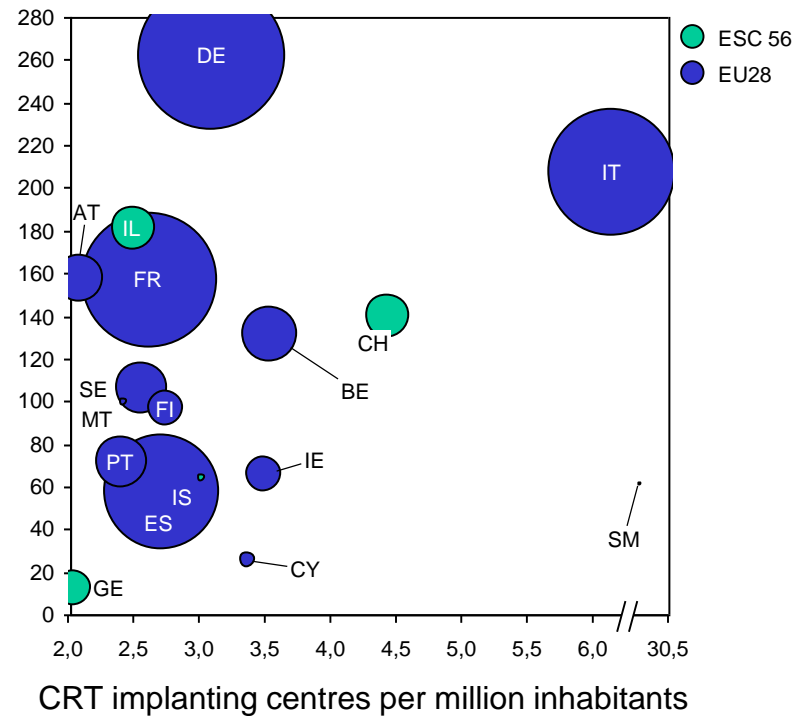 280
260
240
220
200
180
160
140
120
100
80
60
40
20
0
2,0 2,5 3,0 3,5 4,0 4,5 5,0 5,5 6,0 30,5
CRT implanting centres per million inhabitants
ESC 56
EU28
DE
IT
AT
IL
FR
CH
BE
SE
MT
FI
PT
IE
IS
ES
SM
CY
GE